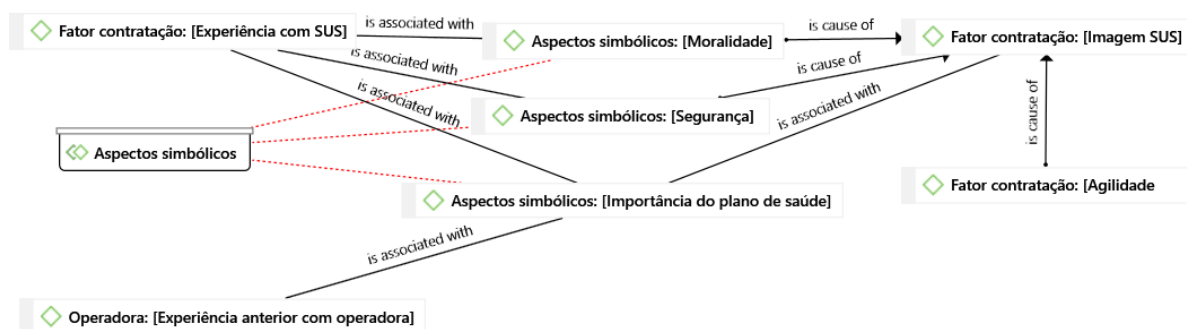 Fator contratação: [Experiência com SUS]
is associated with
Aspectos simbólicos: [Moralidade]
is cause of
Fator contratação: [Imagem SUS]
is associated with
is cause of
is associated with
Aspectos simbólicos: [Segurança]
is associated with
is cause of
Aspectos simbólicos
Aspectos simbólicos: [Importância do plano de saúde]
Fator contratação: [Agilidade
is associated with
Operadora: [Experiência anterior com operadora]